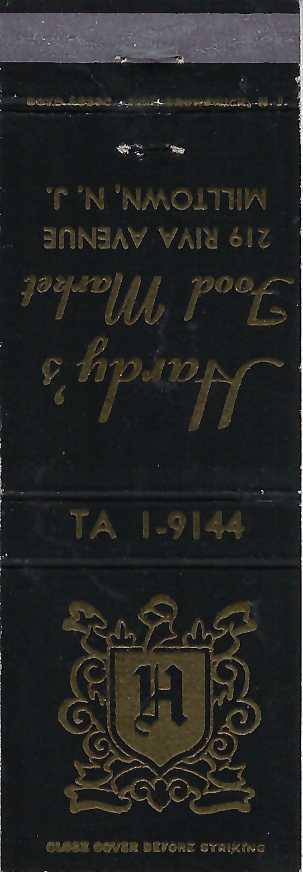 Hardy's
Food Market
219 RIVA AVENUE
MILLTOWN, N. J.
TA 1-9144
H
CLOSE COVER BEFORE STRIKING